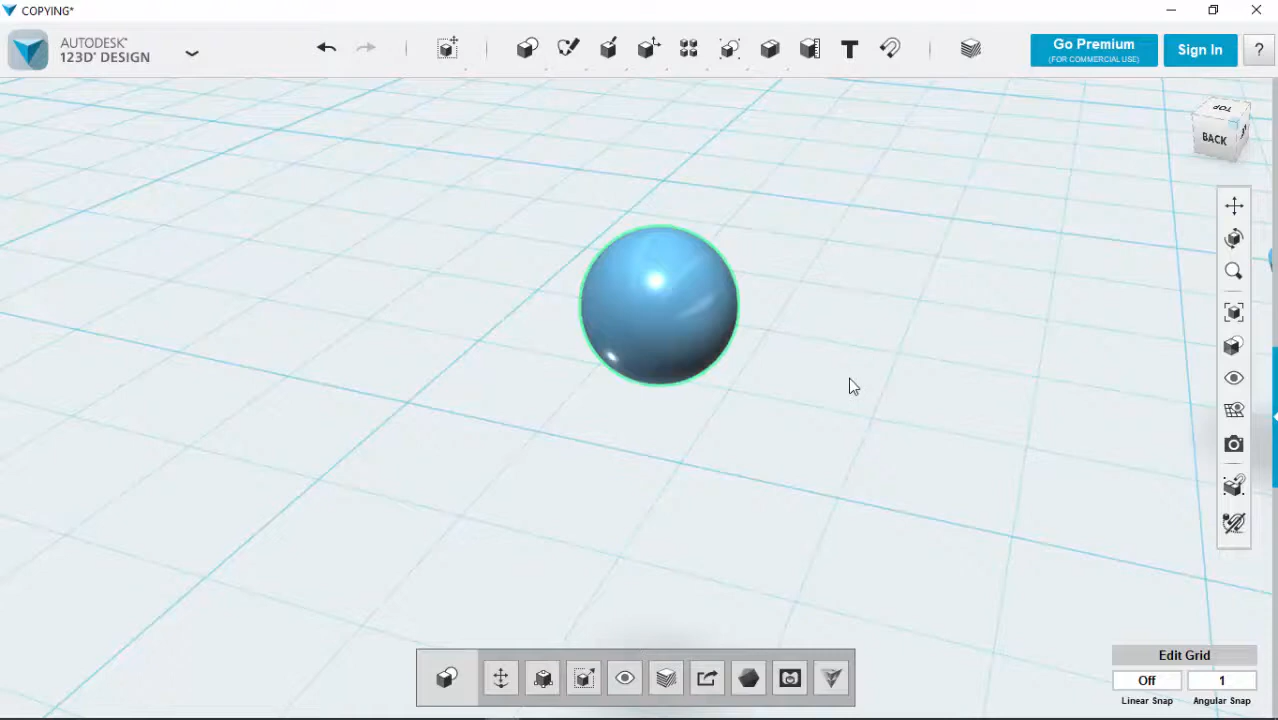 COPYING*
AUTODESK®
123D® DESIGN
Go Premium
(FOR COMMERCIAL USE)
Sign In
?
TOP
BACK
Edit Grid
Off
1
Linear Snap
Angular Snap